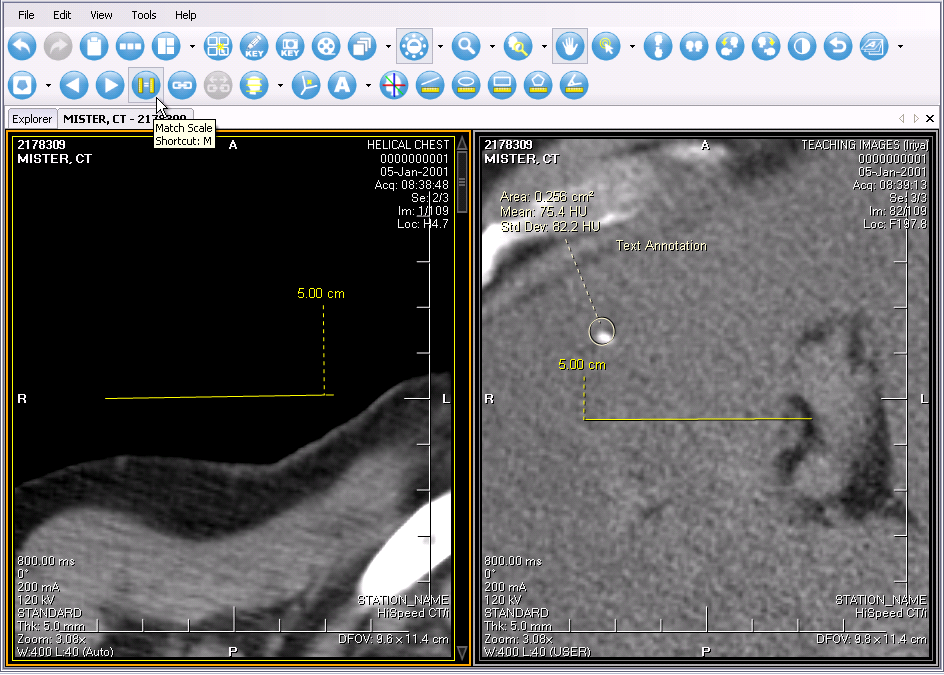 File Edit View Tools Help
KEY KEY
A
Explorer MISTER, CT - 2178309
Match Scale
Shortcut: M
2178309
MISTER, CT
A
HELICAL CHEST
0000000001
05-Jan-2001
Acq: 08:38:48
Se: 2/3
Im: 1/109
Loc: H4.7
5.00 cm
R
L
800.00 ms
0°
200 mA
120 kV
STANDARD
Thk: 5.0 mm
Zoom: 3.08x
W:400 L:40 (Auto)
P
STATION_NAME
HiSpeed CT/i
DFOV: 9.6 x 11.4 cm
2178309
MISTER, CT
A
TEACHING IMAGES (lhya)
0000000001
05-Jan-2001
Acq: 08:39:13
Se: 3/3
Im: 82/109
Loc: F197.8
Area: 0.256 cm²
Mean: 75.4 HU
Std Dev: 82.2 HU
Text Annotation
5.00 cm
R
L
800.00 ms
0°
200 mA
120 kV
STANDARD
Thk: 5.0 mm
Zoom: 3.08x
W:400 L:40 (USER)
P
STATION_NAME
HiSpeed CT/i
DFOV: 9.8 x 11.4 cm